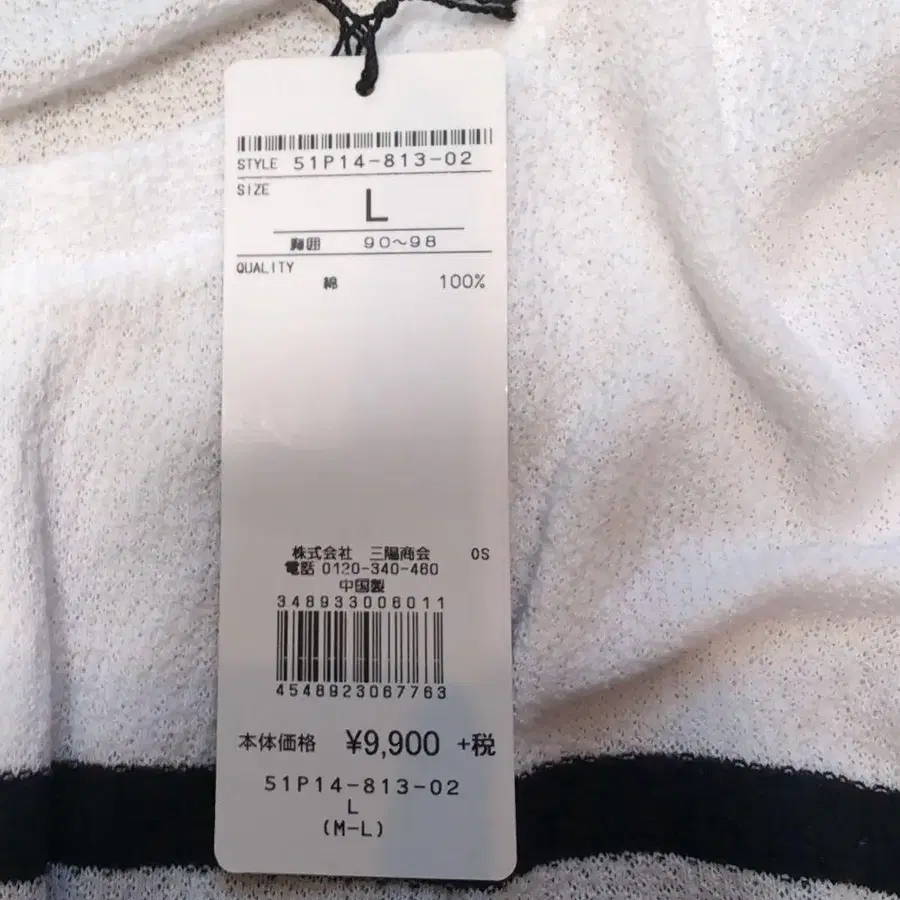 STYLE 51P14-813-02
SIZE
L
胸囲 90～98
QUALITY
綿 100%
株式会社 三陽商会 OS
電話 0120-340-460
中国製
348933008011
4548923067763
本体価格 ¥9,900 +税
51P14-813-02
L
(M-L)